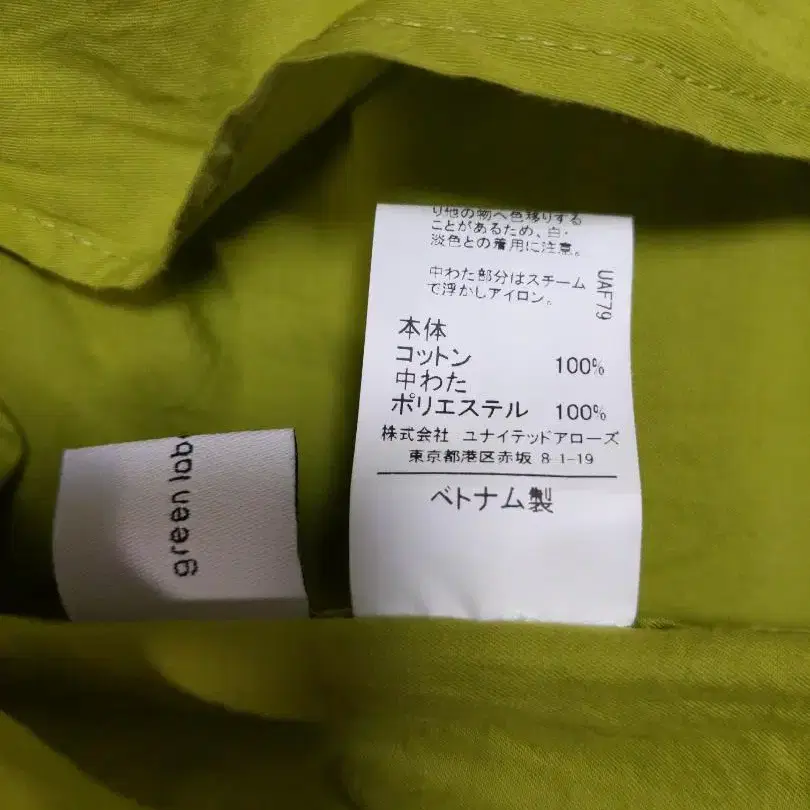 り他の物へ色移りする
ことがあるため、白・
淡色との着用に注意。
中わた部分はスチーム
で浮かしアイロン。
UAF79
本体
コットン 100%
中わた
ポリエステル 100%
株式会社 ユナイテッドアローズ
東京都港区赤坂 8-1-19
ベトナム製
green lab